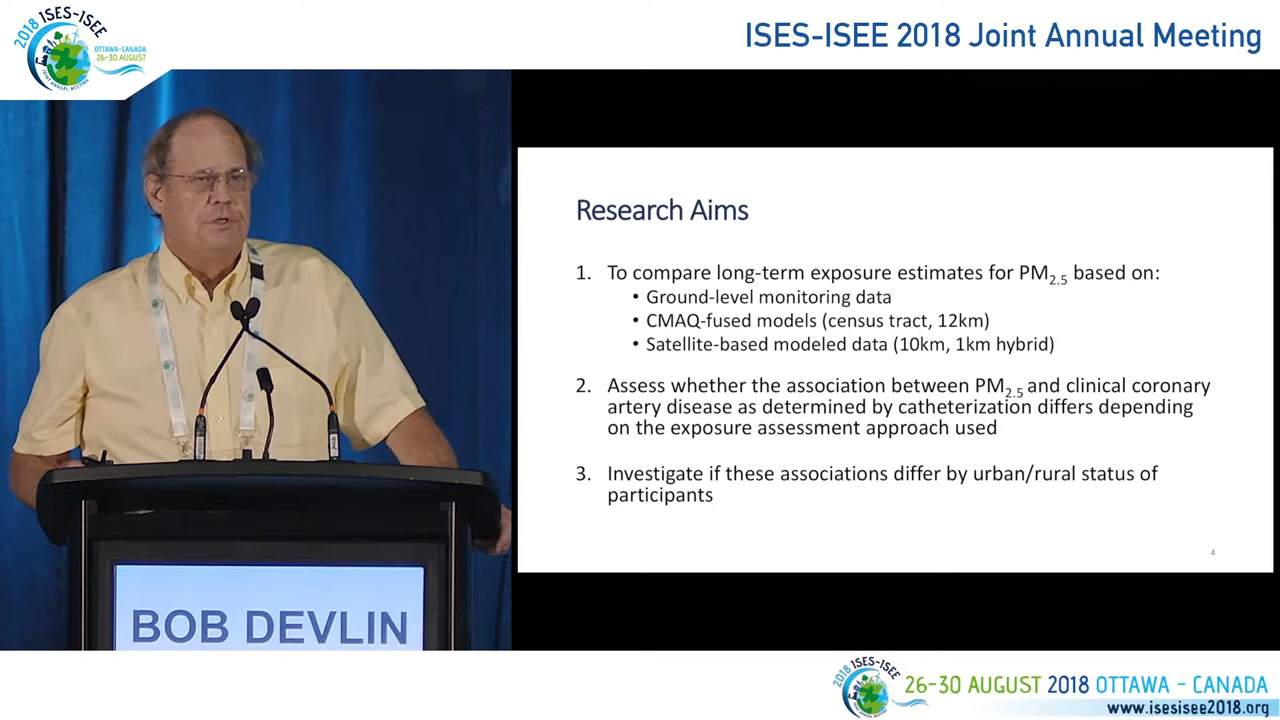 2018 ISES-ISEE
OTTAWA-CANADA
26-30 AUGUST
JOINT ANNUAL MEETING
ISES-ISEE 2018 Joint Annual Meeting
Research Aims
1. To compare long-term exposure estimates for PM2.5 based on:
• Ground-level monitoring data
• CMAQ-fused models (census tract, 12km)
• Satellite-based modeled data (10km, 1km hybrid)
2. Assess whether the association between PM2.5 and clinical coronary
artery disease as determined by catheterization differs depending
on the exposure assessment approach used
3. Investigate if these associations differ by urban/rural status of
participants
4
BOB DEVLIN
2018 ISES-ISEE
26-30 AUGUST 2018 OTTAWA - CANADA
www.isesisee2018.org